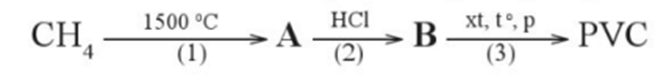 CH₄ 1500 °C (1) A HCl (2) B xt, t°, p (3) PVC